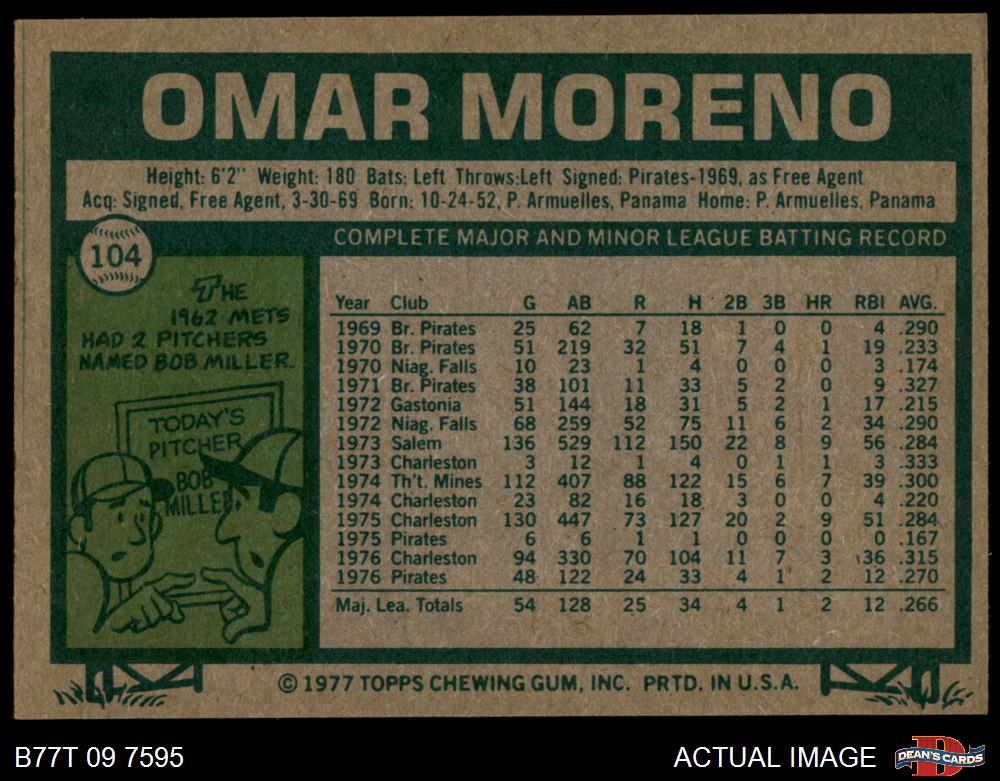 OMAR MORENO
Height: 6'2" Weight: 180 Bats: Left Throws:Left Signed: Pirates-1969, as Free Agent
Acq: Signed, Free Agent, 3-30-69 Born: 10-24-52, P. Armuelles, Panama Home: P. Armuelles, Panama
104
THE
1962 METS
HAD 2 PITCHERS
NAMED BOB MILLER.
TODAY'S
PITCHER
BOB
MILLER
COMPLETE MAJOR AND MINOR LEAGUE BATTING RECORD
Year Club G AB R H 2B 3B HR RBI AVG.
1969 Br. Pirates 25 62 7 18 1 0 0 4 .290
1970 Br. Pirates 51 219 32 51 7 4 1 19 .233
1970 Niag. Falls 10 23 1 4 0 0 0 3 .174
1971 Br. Pirates 38 101 11 33 5 2 0 9 .327
1972 Gastonia 51 144 18 31 5 2 1 17 .215
1972 Niag. Falls 68 259 52 75 11 6 2 34 .290
1973 Salem 136 529 112 150 22 8 9 56 .284
1973 Charleston 3 12 1 4 0 1 1 3 .333
1974 Th't. Mines 112 407 88 122 15 6 7 39 .300
1974 Charleston 23 82 16 18 3 0 0 4 .220
1975 Charleston 130 447 73 127 20 2 9 51 .284
1975 Pirates 6 6 1 1 0 0 0 0 .167
1976 Charleston 94 330 70 104 11 7 3 36 .315
1976 Pirates 48 122 24 33 4 1 2 12 .270
Maj. Lea. Totals 54 128 25 34 4 1 2 12 .266
© 1977 TOPPS CHEWING GUM, INC. PRTD. IN U.S.A.
B77T 09 7595
ACTUAL IMAGE
DEAN'S CARDS